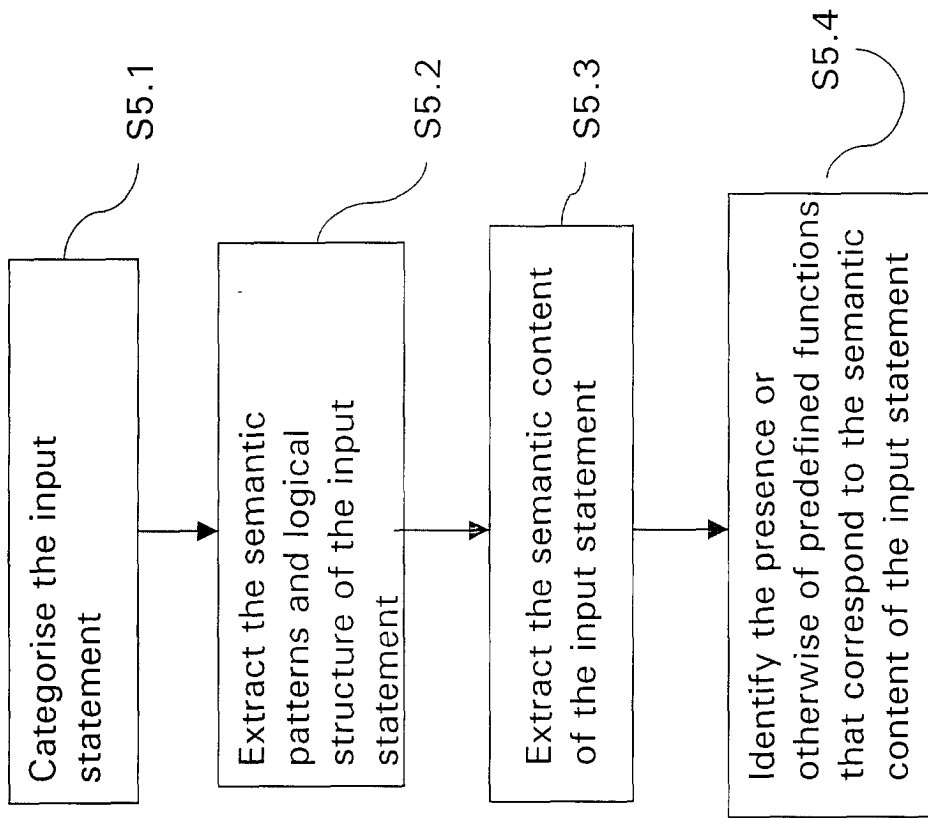 Categorise the input
statement
S5.1
Extract the semantic
patterns and logical
structure of the input
statement
S5.2
Extract the semantic content
of the input statement
S5.3
Identify the presence or
otherwise of predefined functions
that correspond to the semantic
content of the input statement
S5.4